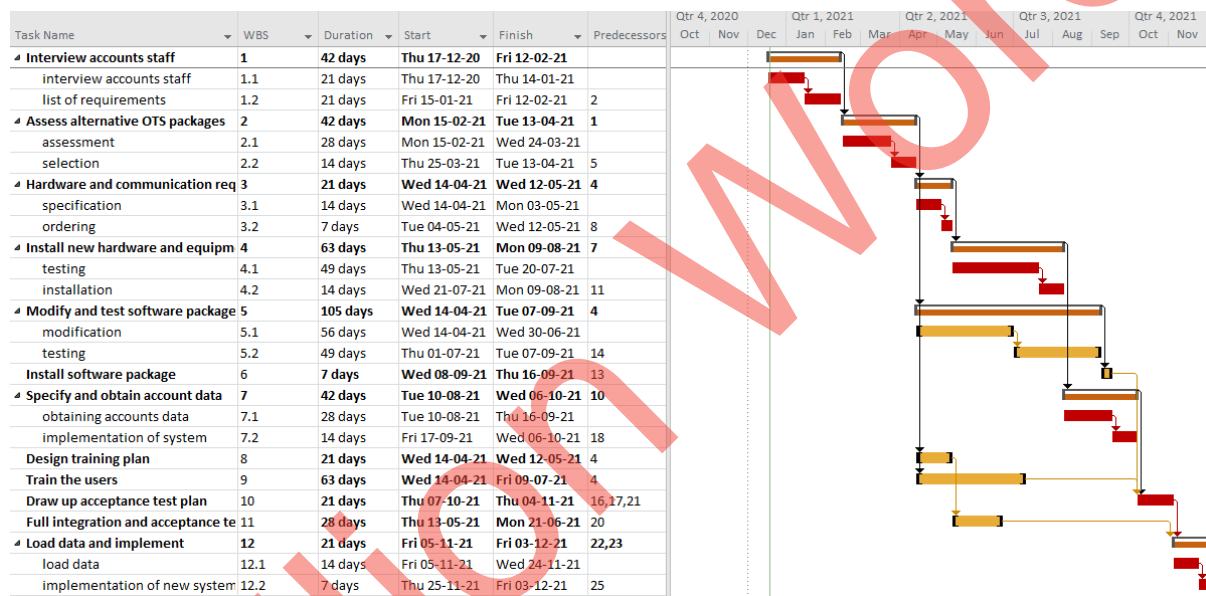 Qtr 4, 2020 Qtr 1, 2021 Qtr 2, 2021 Qtr 3, 2021 Qtr 4, 2021
Task Name WBS Duration Start Finish Predecessors Oct Nov Dec Jan Feb Mar Apr May Jun Jul Aug Sep Oct Nov
Interview accounts staff 1 42 days Thu 17-12-20 Fri 12-02-21
interview accounts staff 1.1 21 days Thu 17-12-20 Thu 14-01-21
list of requirements 1.2 21 days Fri 15-01-21 Fri 12-02-21 2
Assess alternative OTS packages 2 42 days Mon 15-02-21 Tue 13-04-21 1
assessment 2.1 28 days Mon 15-02-21 Wed 24-03-21
selection 2.2 14 days Thu 25-03-21 Tue 13-04-21 5
Hardware and communication req 3 21 days Wed 14-04-21 Wed 12-05-21 4
specification 3.1 14 days Wed 14-04-21 Mon 03-05-21
ordering 3.2 7 days Tue 04-05-21 Wed 12-05-21 8
Install new hardware and equipm 4 63 days Thu 13-05-21 Mon 09-08-21 7
testing 4.1 49 days Thu 13-05-21 Tue 20-07-21
installation 4.2 14 days Wed 21-07-21 Mon 09-08-21 11
Modify and test software package 5 105 days Wed 14-04-21 Tue 07-09-21 4
modification 5.1 56 days Wed 14-04-21 Wed 30-06-21
testing 5.2 49 days Thu 01-07-21 Tue 07-09-21 14
Install software package 6 7 days Wed 08-09-21 Thu 16-09-21 13
Specify and obtain account data 7 42 days Tue 10-08-21 Wed 06-10-21 10
obtaining accounts data 7.1 28 days Tue 10-08-21 Thu 16-09-21
implementation of system 7.2 14 days Fri 17-09-21 Wed 06-10-21 18
Design training plan 8 21 days Wed 14-04-21 Wed 12-05-21 4
Train the users 9 63 days Wed 14-04-21 Fri 09-07-21 4
Draw up acceptance test plan 10 21 days Thu 07-10-21 Thu 04-11-21 16,17,21
Full integration and acceptance te 11 28 days Thu 13-05-21 Mon 21-06-21 20
Load data and implement 12 21 days Fri 05-11-21 Fri 03-12-21 22,23
load data 12.1 14 days Fri 05-11-21 Wed 24-11-21
implementation of new system 12.2 7 days Thu 25-11-21 Fri 03-12-21 25